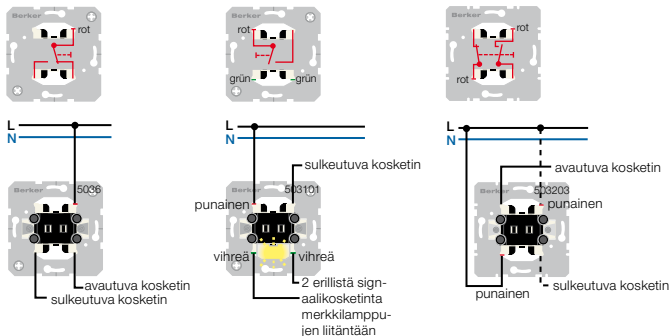 Berker
rot
Berker
rot
grün
grün
Berker
rot
rot
L
N
L
N
L
N
Berker
5036
avautuva kosketin
sulkeutuva kosketin
sulkeutuva kosketin
Berker
503101
punainen
vihreä
vihreä
2 erillistä sign-
aalikosketinta
merkkilamppu-
jen liitäntään
avautuva kosketin
Berker
503203
punainen
punainen
sulkeutuva kosketin